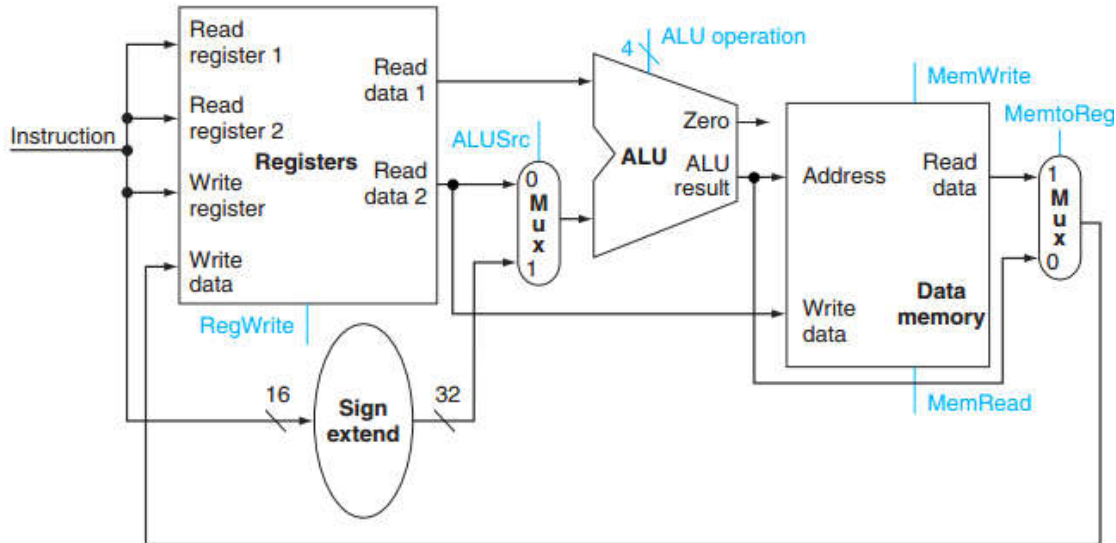 Instruction
Read
register 1
Read
register 2
Write
register
Write
data
Registers
Read
data 1
Read
data 2
RegWrite
16
Sign
extend
32
ALUSrc
0
M
u
x
1
4
ALU operation
ALU
Zero
ALU
result
MemWrite
Address
Read
data
Write
data
Data
memory
MemRead
MemtoReg
1
M
u
x
0